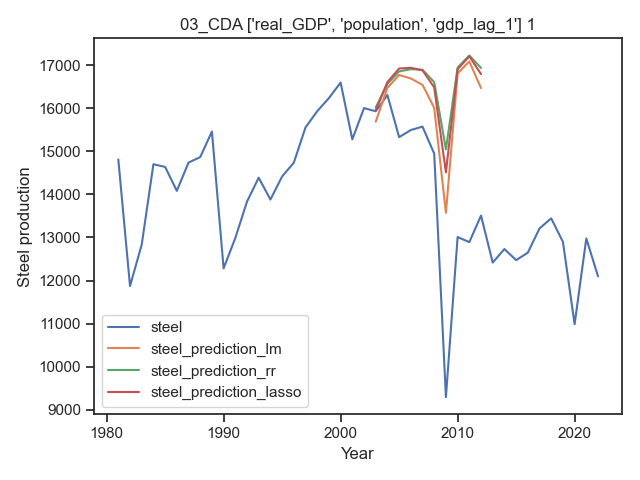 03_CDA ['real_GDP', 'population', 'gdp_lag_1'] 1
Steel production
17000
16000
15000
14000
13000
12000
11000
10000
9000
steel
steel_prediction_lm
steel_prediction_rr
steel_prediction_lasso
1980
1990
2000
2010
2020
Year